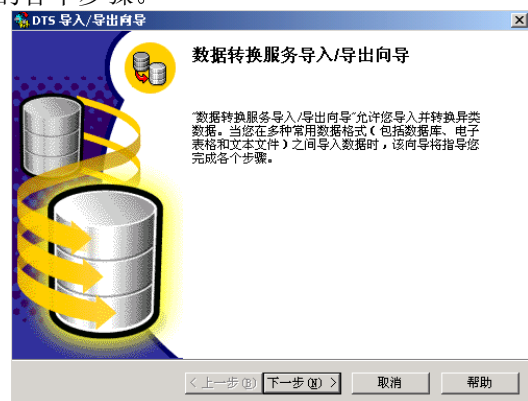 的各个步骤。
DTS 导入/导出向导
数据转换服务导入/导出向导
"数据转换服务导入/导出向导"允许您导入并转换异类
数据。当您在多种常用数据格式(包括数据库、电子
表格和文本文件)之间导入数据时,该向导将指导您
完成各个步骤。
< 上一步(B) 下一步(N) > 取消 帮助